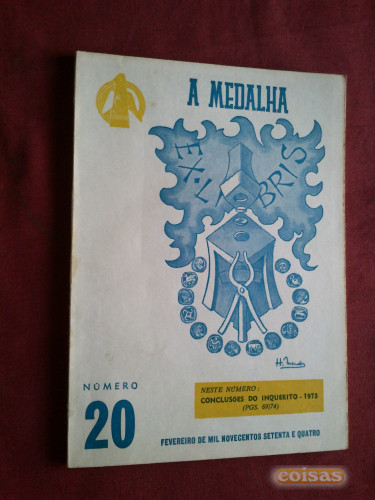 A MEDALHA
EX-LIBRIS
NÚMERO
20
NESTE NÚMERO:
CONCLUSÕES DO INQUÉRITO - 1973
(PGS. 69/74)
FEVEREIRO DE MIL NOVECENTOS SETENTA E QUATRO
coisas